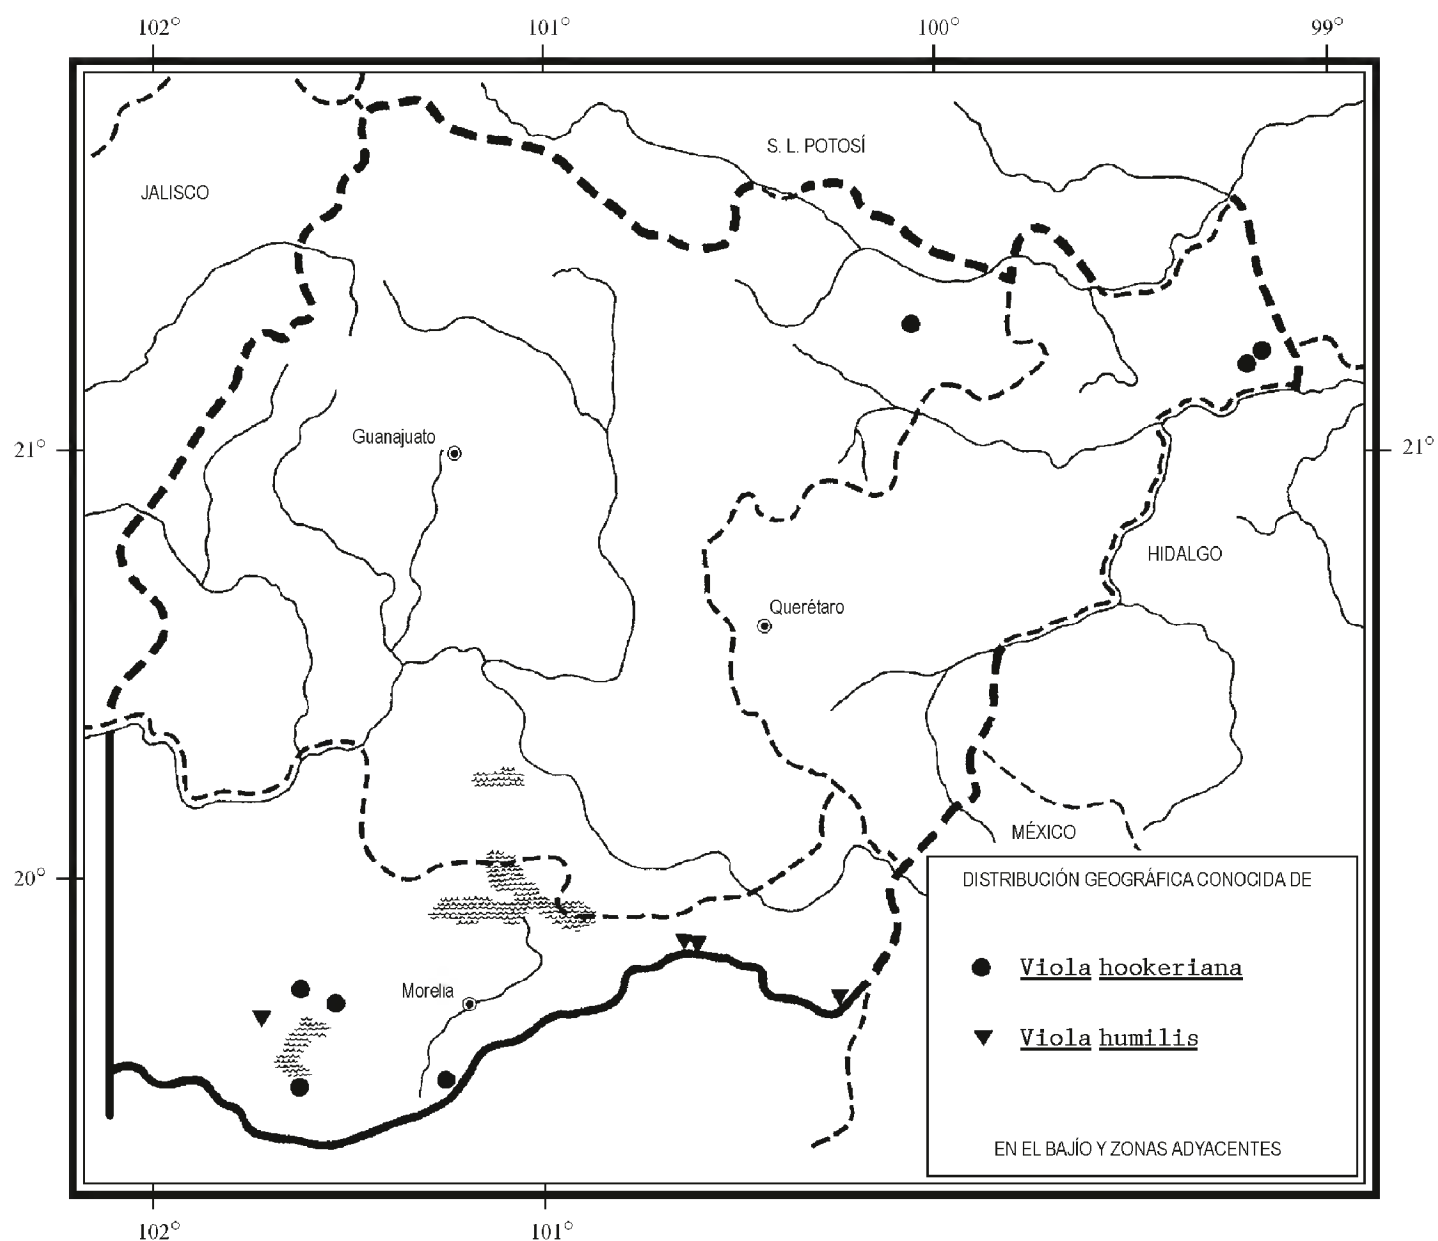 102° 101° 100° 99°
S. L. POTOSÍ
JALISCO
Guanajuato
21° 21°
HIDALGO
Querétaro
MÉXICO
20°
DISTRIBUCIÓN GEOGRÁFICA CONOCIDA DE
Viola hookeriana
Morelia
Viola humilis
EN EL BAJÍO Y ZONAS ADYACENTES
102° 101°